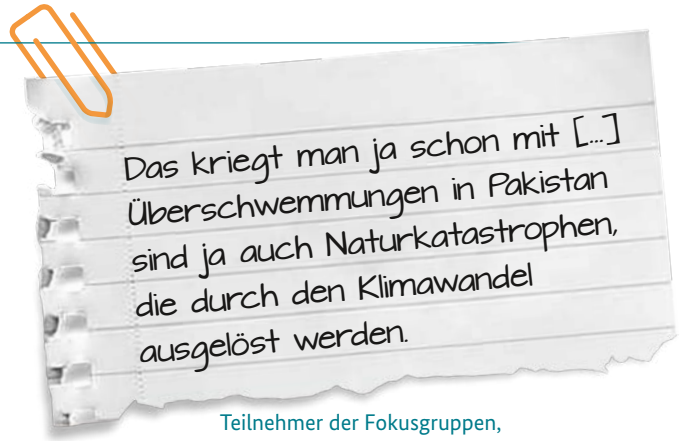 Das kriegt man ja schon mit [...]
Überschwemmungen in Pakistan
sind ja auch Naturkatastrophen,
die durch den Klimawandel
ausgelöst werden.
Teilnehmer der Fokusgruppen,